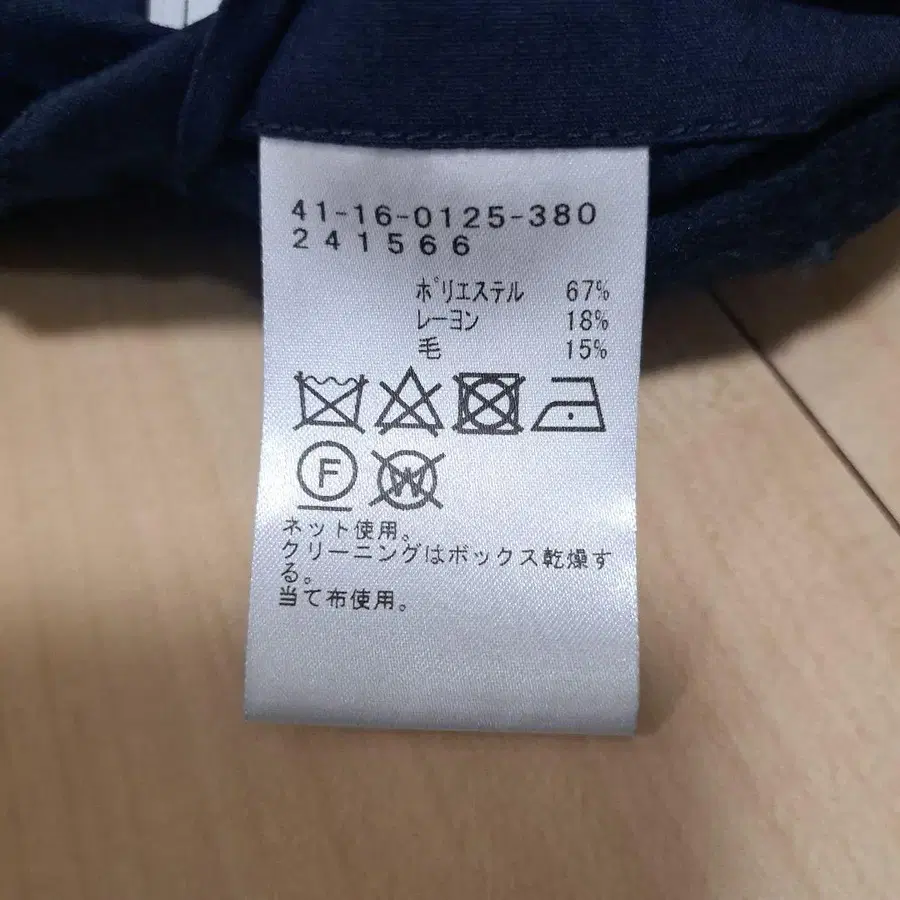 41-16-0125-380
241566
ポリエステル 67%
レーヨン 18%
毛 15%
F W
ネット使用。
クリーニングはボックス乾燥す
る。
当て布使用。